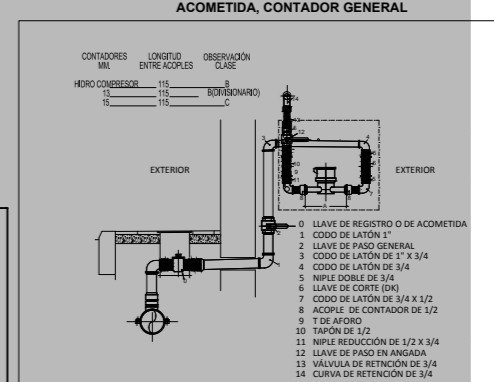 ACOMETIDA, CONTADOR GENERAL
CONTADORES MM. LONGITUD ENTRE ACOPLES OBSERVACIÓN CLASE
HIDRO COMPRESOR 115 B
13 115 B(DIVISIONARIO)
15 115 C
EXTERIOR
EXTERIOR
0 LLAVE DE REGISTRO O DE ACOMETIDA
1 CODO DE LATÓN 1"
2 LLAVE DE PASO GENERAL
3 CODO DE LATÓN DE 1" X 3/4
4 CODO DE LATÓN DE 3/4
5 NIPLE DOBLE DE 3/4
6 LLAVE DE CORTE (DK)
7 CODO DE LATÓN DE 3/4 X 1/2
8 ACOPLE DE CONTADOR DE 1/2
9 T DE AFORO
10 TAPÓN DE 1/2
11 NIPLE REDUCCIÓN DE 1/2 X 3/4
12 LLAVE DE PASO EN ANGADA
13 VÁLVULA DE RETNCIÓN DE 3/4
14 CURVA DE RETENCIÓN DE 3/4